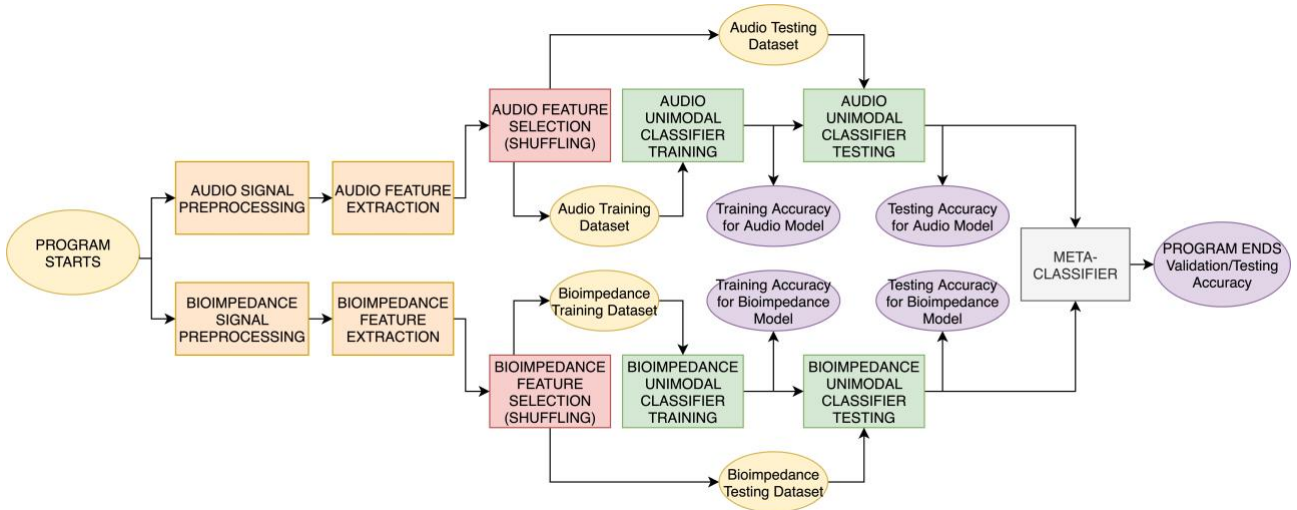 PROGRAM
STARTS
AUDIO SIGNAL
PREPROCESSING
AUDIO FEATURE
EXTRACTION
AUDIO FEATURE
SELECTION
(SHUFFLING)
Audio Testing
Dataset
Audio Training
Dataset
AUDIO
UNIMODAL
CLASSIFIER
TRAINING
AUDIO
UNIMODAL
CLASSIFIER
TESTING
Training Accuracy
for Audio Model
Testing Accuracy
for Audio Model
BIOIMPEDANCE
SIGNAL
PREPROCESSING
BIOIMPEDANCE
FEATURE
EXTRACTION
BIOIMPEDANCE
FEATURE
SELECTION
(SHUFFLING)
Bioimpedance
Training Dataset
BIOIMPEDANCE
UNIMODAL
CLASSIFIER
TRAINING
BIOIMPEDANCE
UNIMODAL
CLASSIFIER
TESTING
Training Accuracy
for Bioimpedance
Model
Testing Accuracy
for Bioimpedance
Model
Bioimpedance
Testing Dataset
META-
CLASSIFIER
PROGRAM ENDS
Validation/Testing
Accuracy